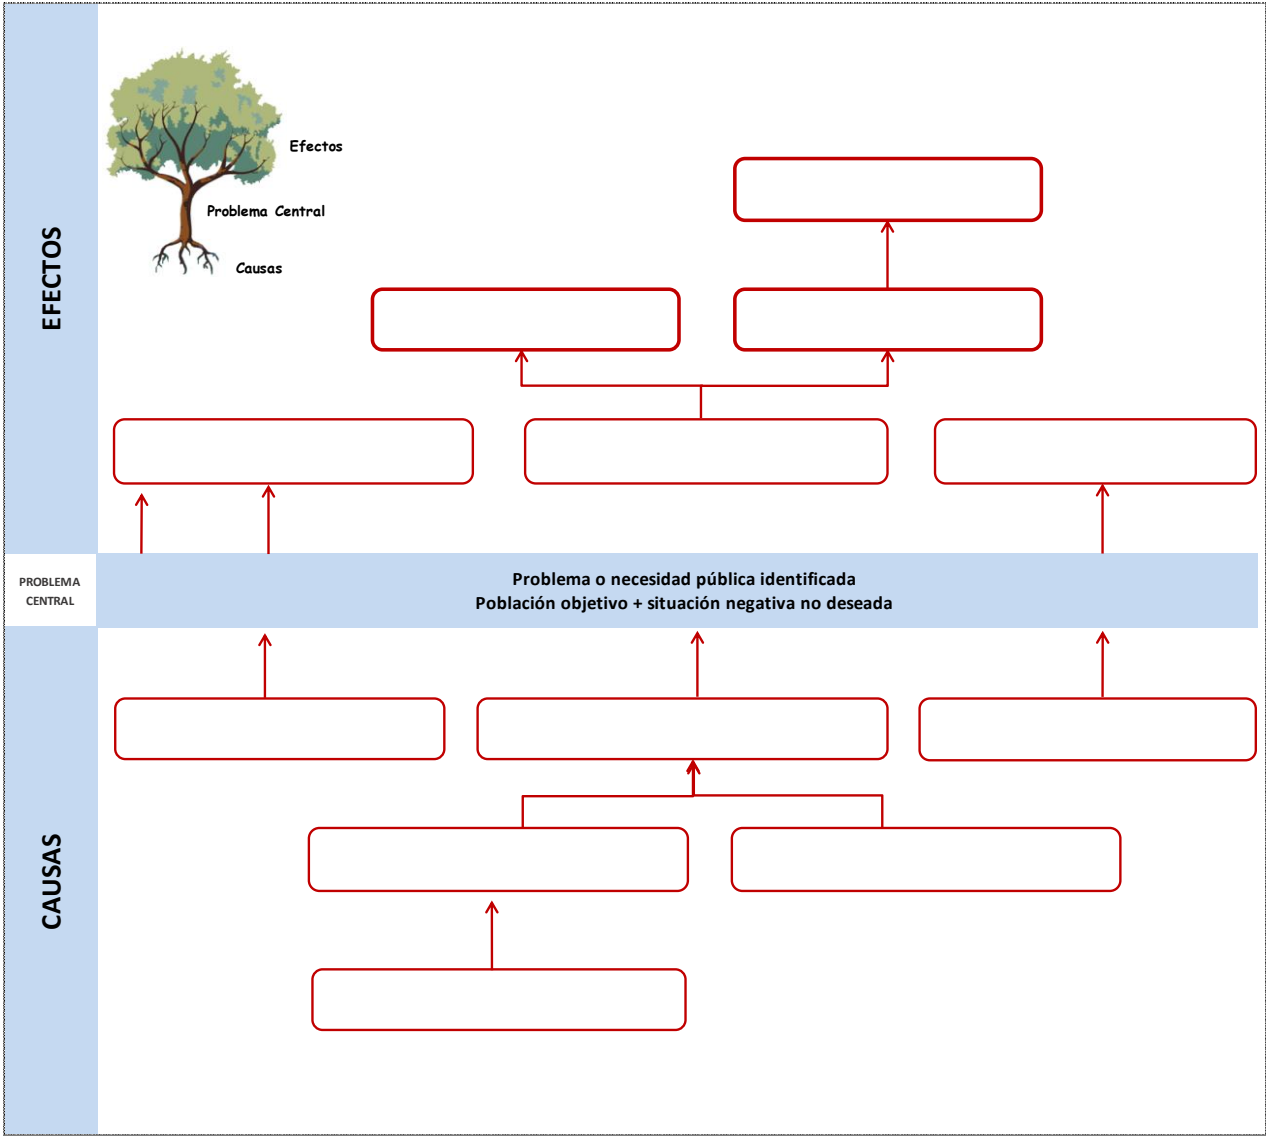 Efectos
Problema Central
Causas
EFECTOS
PROBLEMA
CENTRAL
Problema o necesidad pública identificada
Población objetivo + situación negativa no deseada
CAUSAS